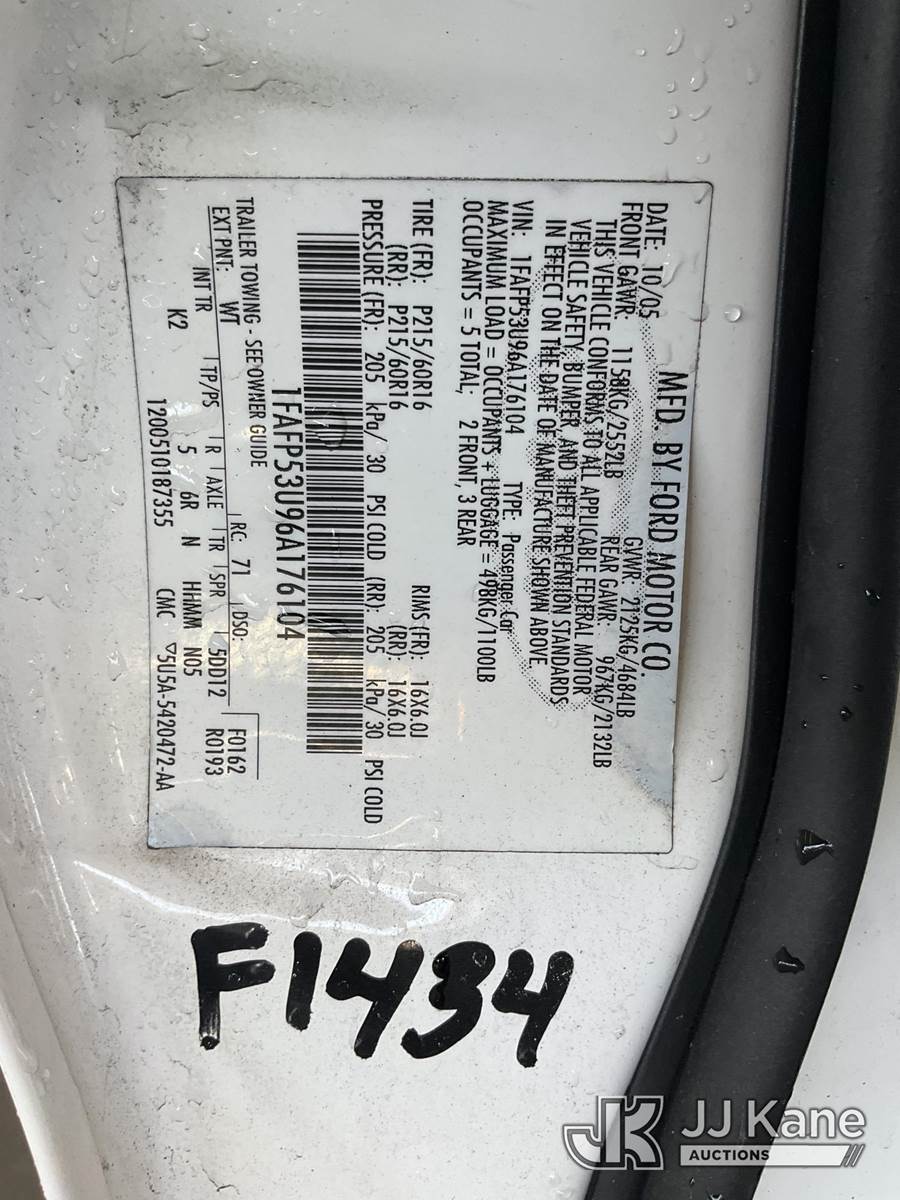 MFD. BY FORD MOTOR CO.
DATE: 10/05 GVWR: 2125KG/4684LB
FRONT GAWR: 1158KG/2552LB REAR GAWR: 967KG/2132LB
THIS VEHICLE CONFORMS TO ALL APPLICABLE FEDERAL MOTOR
VEHICLE SAFETY, BUMPER, AND THEFT PREVENTION STANDARDS
IN EFFECT ON THE DATE OF MANUFACTURE SHOWN ABOVE
VIN: 1FAFP53U96A176104 TYPE: Passenger Car
MAXIMUM LOAD = OCCUPANTS + LUGGAGE = 498KG/1100LB
OCCUPANTS = 5 TOTAL, 2 FRONT, 3 REAR
TIRE (FR): P215/60R16 RIMS (FR): 16X6.0J
(RR): P215/60R16 (RR): 16X6.0J
PRESSURE (FR): 205 kPa/ 30 PSI COLD (RR): 205 kPa/ 30 PSI COLD
1FAFP53U96A176104
TRAILER TOWING - SEE OWNER GUIDE
EXT PNT: WT RC: 71 DSO: F0162
INT TR TP/PS R AXLE TR SPR 5DD12 R0193
K2 5 6R N HHMM N05
120051018735​5 CMC ▽5U5A-5420472-AA
F1434
JK JJ Kane
AUCTIONS